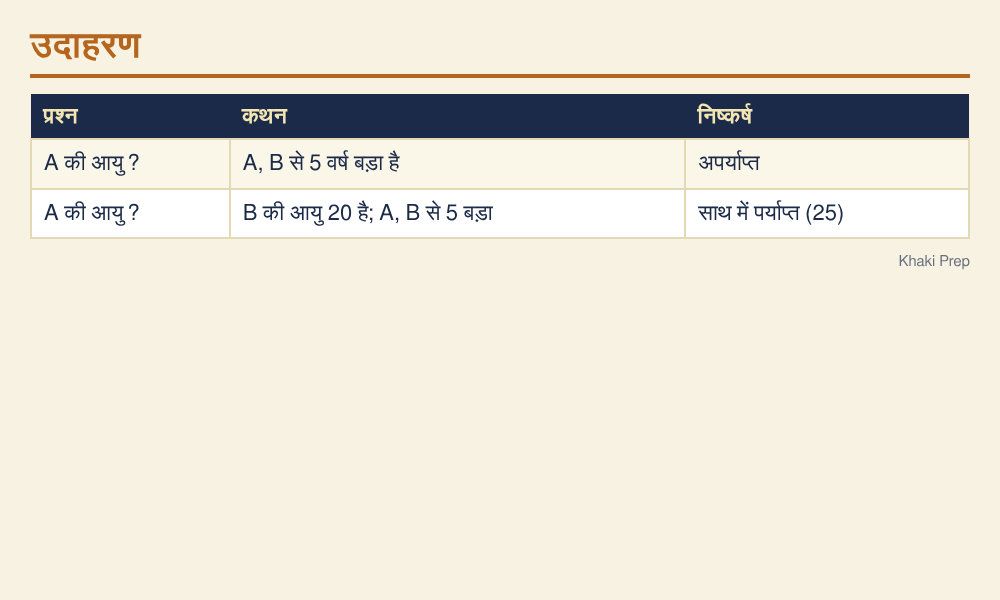 उदाहरण
प्रश्न कथन निष्कर्ष
A की आयु ? A, B से 5 वर्ष बड़ा है अपर्याप्त
A की आयु ? B की आयु 20 है; A, B से 5 बड़ा साथ में पर्याप्त (25)
Khaki Prep